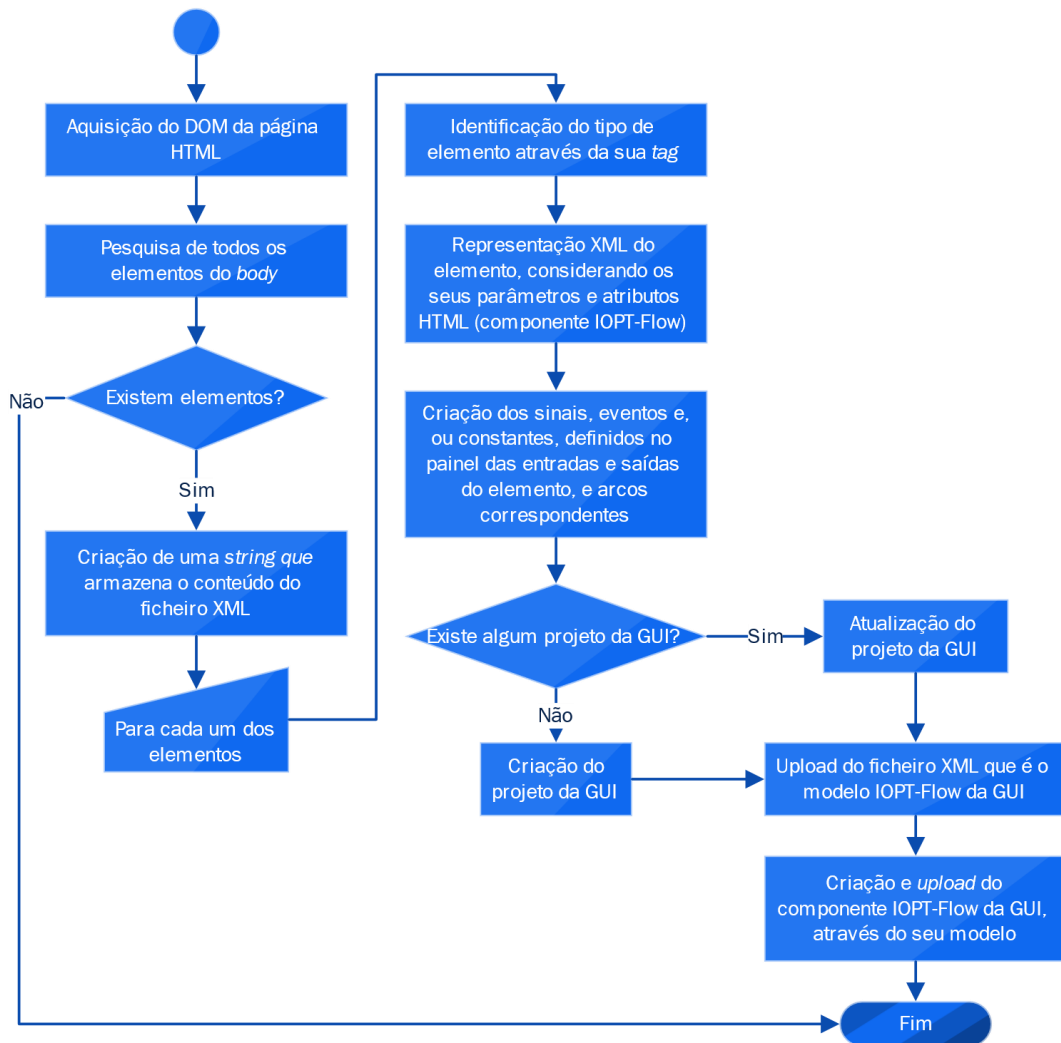 Aquisição do DOM da página
HTML
Pesquisa de todos os
elementos do body
Existem elementos?
Não
Sim
Criação de uma string que
armazena o conteúdo do
ficheiro XML
Para cada um dos
elementos
Identificação do tipo de
elemento através da sua tag
Representação XML do
elemento, considerando os
seus parâmetros e atributos
HTML (componente IOPT-Flow)
Criação dos sinais, eventos e,
ou constantes, definidos no
painel das entradas e saídas
do elemento, e arcos
correspondentes
Existe algum projeto da GUI?
Sim
Atualização do
projeto da GUI
Não
Criação do
projeto da GUI
Upload do ficheiro XML que é o
modelo IOPT-Flow da GUI
Criação e upload do
componente IOPT-Flow da GUI,
através do seu modelo
Fim